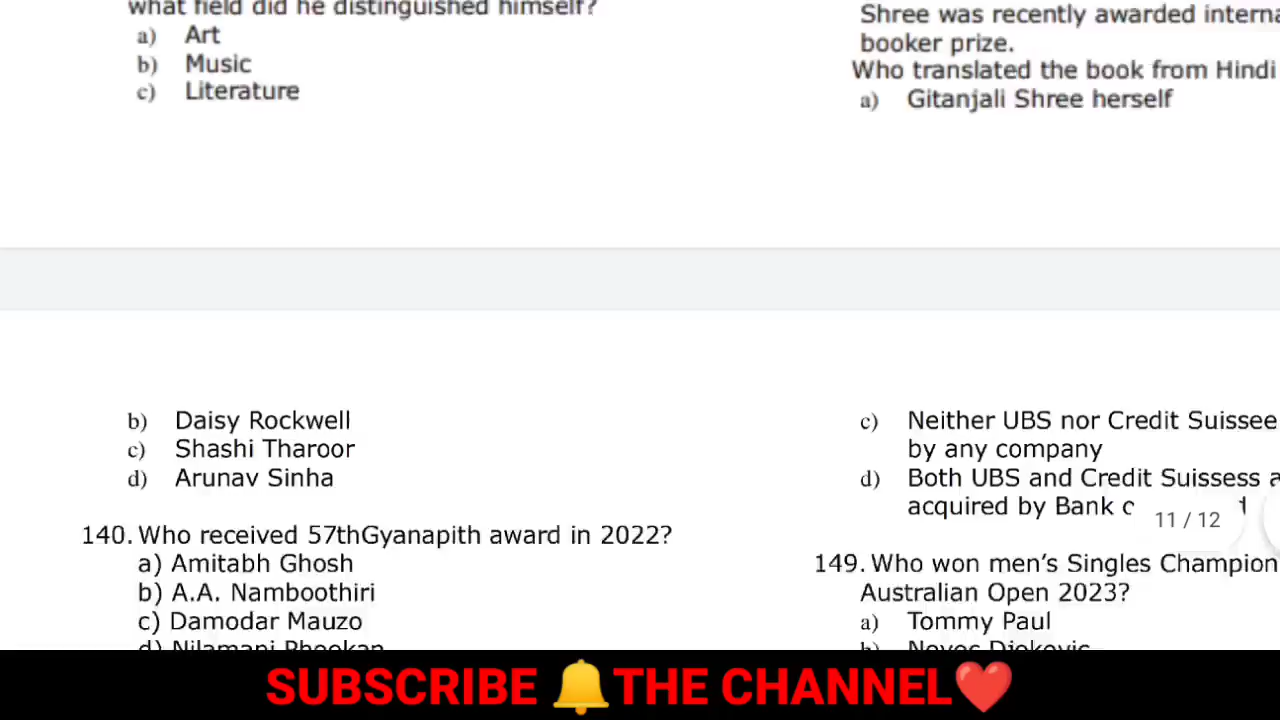 what field did he distinguished himself?
a) Art
b) Music
c) Literature
Shree was recently awarded interna
booker prize.
Who translated the book from Hindi
a) Gitanjali Shree herself
b) Daisy Rockwell
c) Shashi Tharoor
d) Arunav Sinha
140. Who received 57thGyanapith award in 2022?
a) Amitabh Ghosh
b) A.A. Namboothiri
c) Damodar Mauzo
d) Nilamani Phookan
c) Neither UBS nor Credit Suissee
by any company
d) Both UBS and Credit Suissess a
acquired by Bank
11 / 12
149. Who won men’s Singles Champion
Australian Open 2023?
a) Tommy Paul
b) Djokovic
SUBSCRIBE 🔔THE CHANNEL❤️